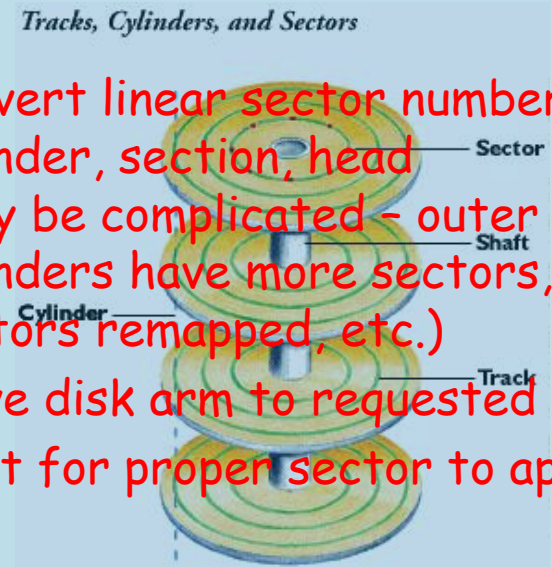 Tracks, Cylinders, and Sectors
vert linear sector number
nder, section, head
Sector
y be complicated – outer
Shaft
nders have more sectors,
Cylinder
tors remapped, etc.)
Track
ve disk arm to requested
t for proper sector to ap